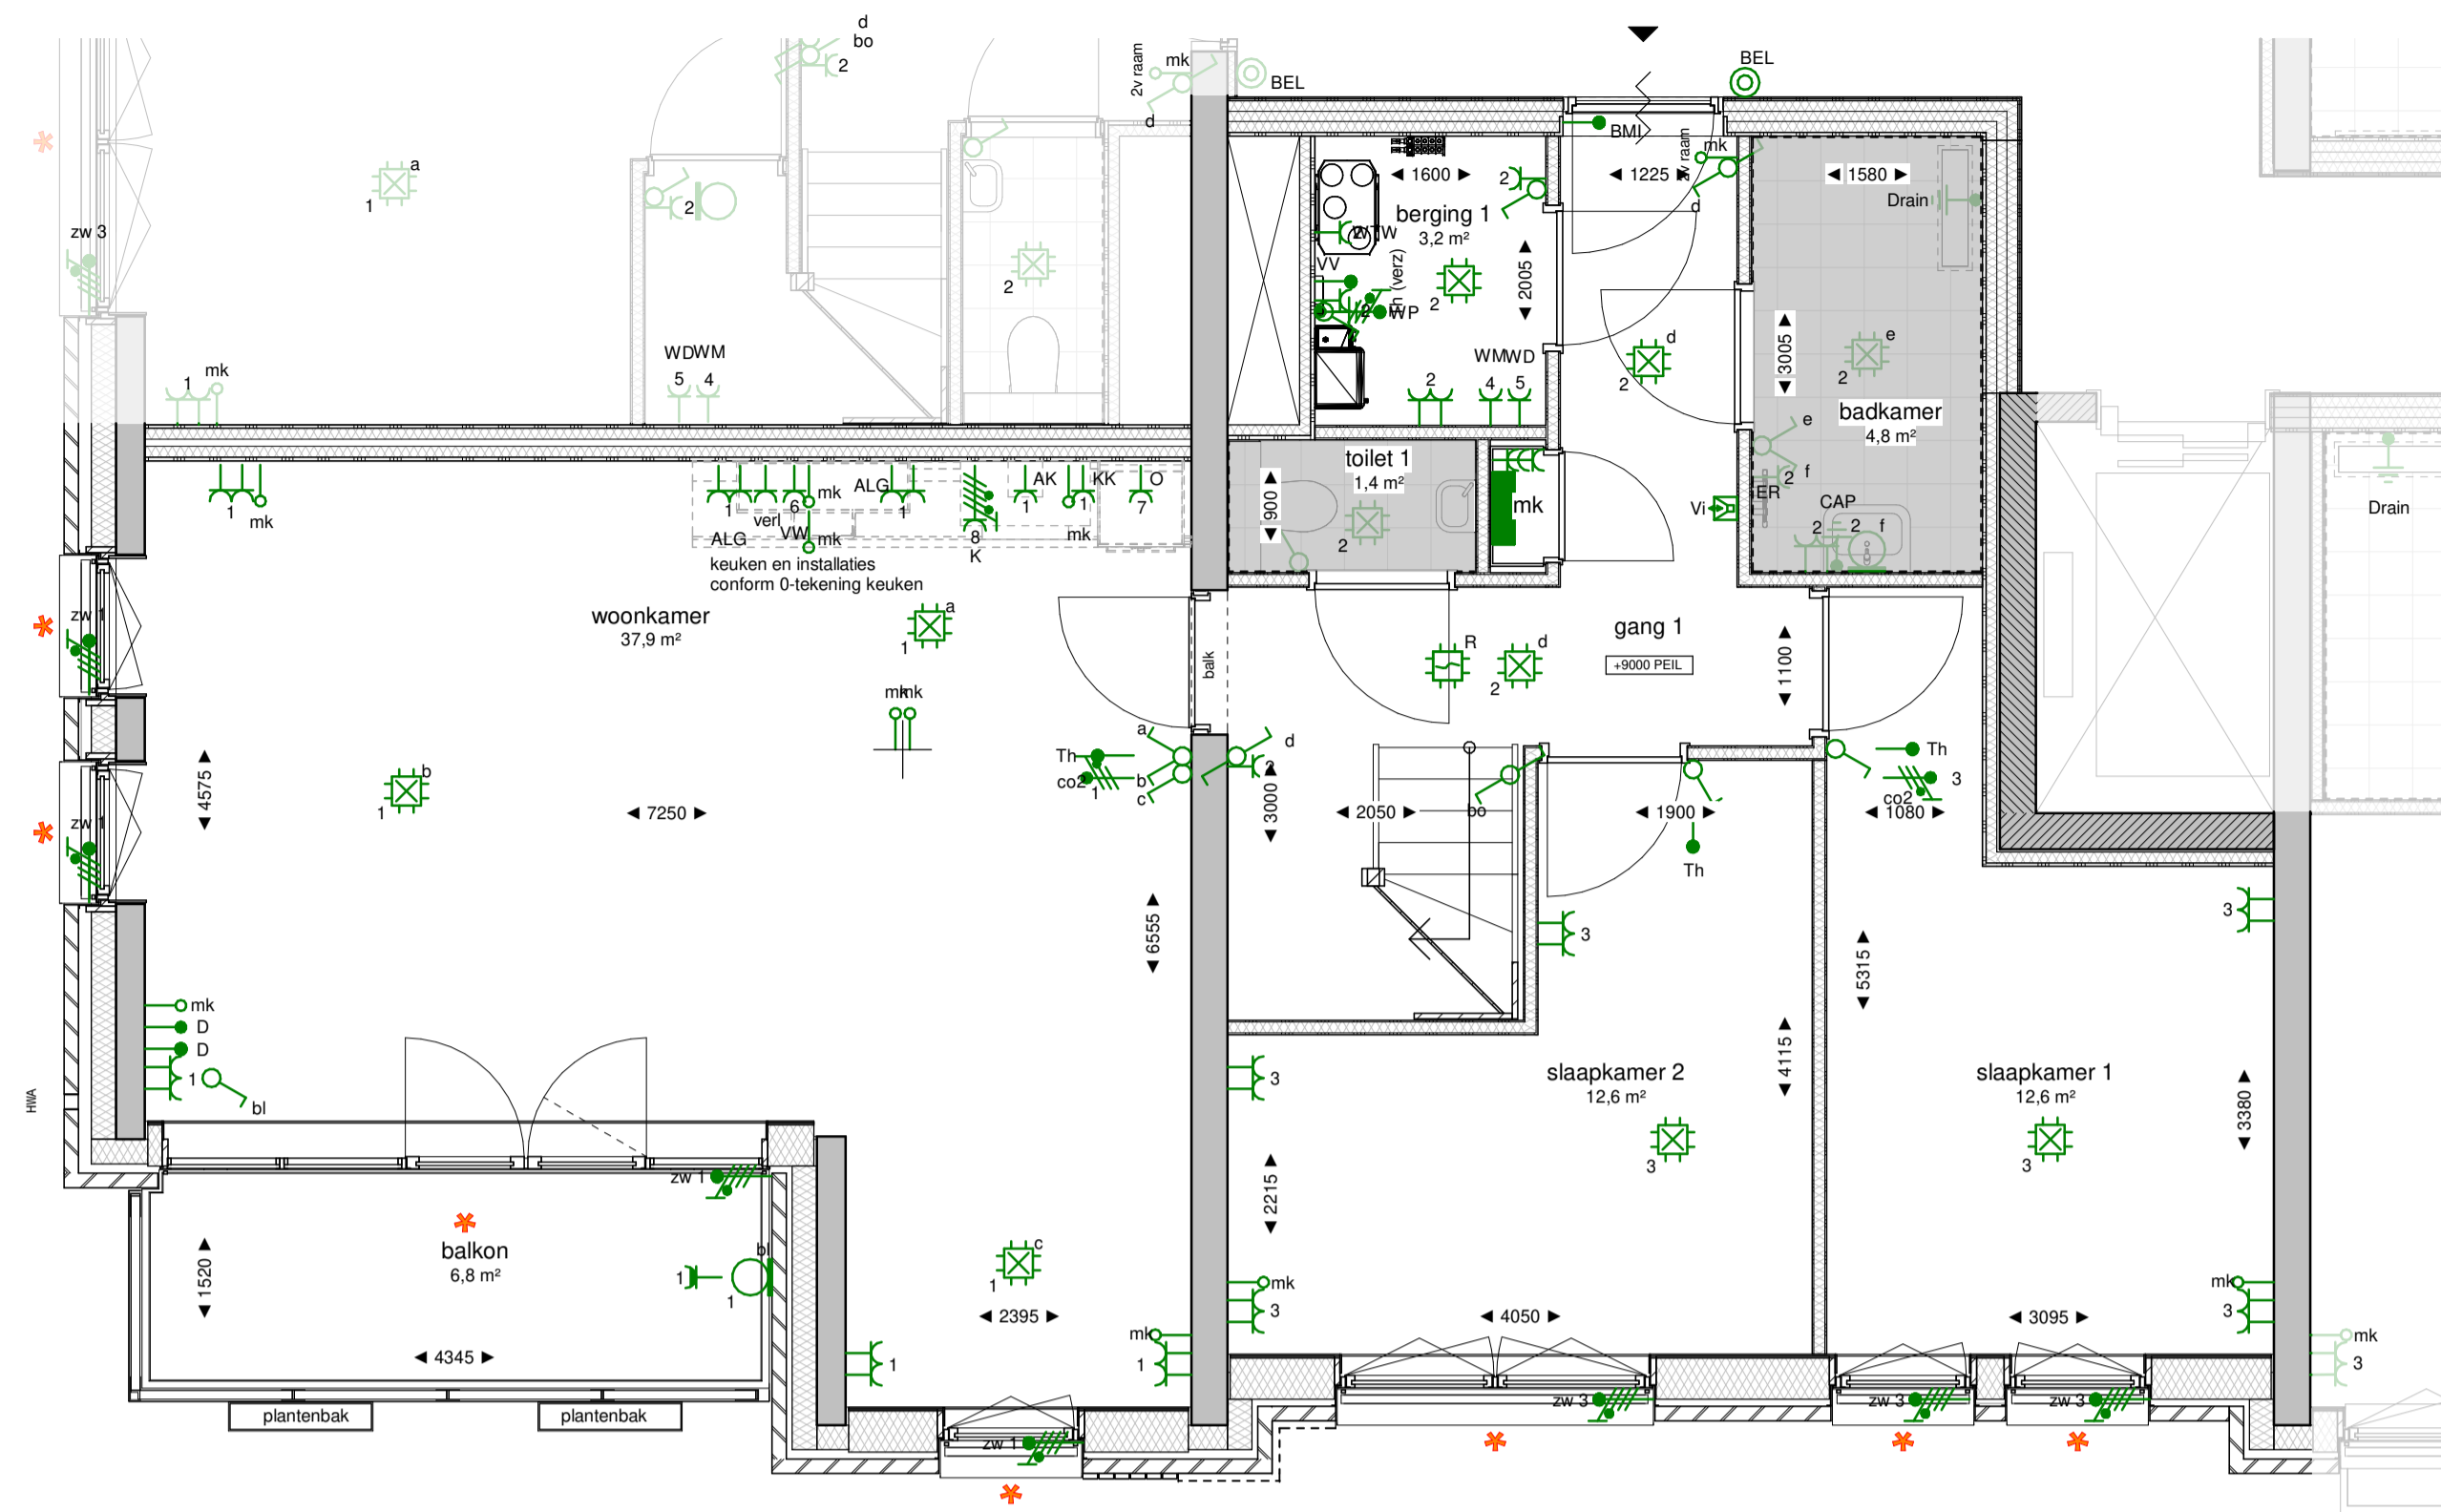 d
bo
2
mk
2v raam
d
BEL
BEL
BMI
mk
2v raam
d
a
1
2
2
zw 3
1
mk
WDWM
5 4
1600
1225
1580
Drain
2
berging 1
3,2 m²
WTW
VV
Th (verz)
2005
2
2
WP
WMWD
2
4
5
d
2
3005
e
2
badkamer
4,8 m²
e
2
f
ER
CAP
2
2
f
Vi
toilet 1
1,4 m²
900
2
mk
Drain
1
mk
1
verl
6
mk
VW
mk
ALG
ALG
1
8
K
AK
1
KK
1
mk
O
7
keuken en installaties
conform 0-tekening keuken
woonkamer
37,9 m²
a
1
zw 1
balk
R
d
2
gang 1
+9000 PEIL
1100
mk
mk
Th
co2
1
a
b
c
d
2
b
1
zw 1
4575
7250
3000
2050
bo
1900
Th
Th
3
co2
1080
6555
3
3
5315
mk
D
D
1
bl
HWA
3
slaapkamer 2
12,6 m²
4115
3
slaapkamer 1
12,6 m²
3
3380
2215
zw 1
balkon
6,8 m²
1520
bl
1
1
4345
c
1
2395
mk
1
1
mk
3
4050
3095
mk
3
mk
3
plantenbak
plantenbak
zw 1
zw 3
zw 3
zw 3